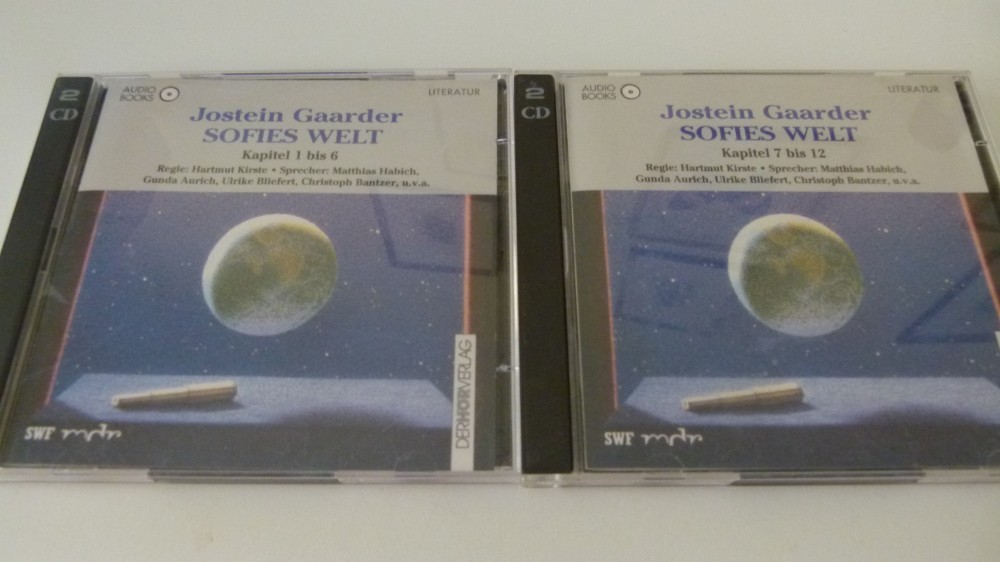 2
CD
AUDIO
BOOKS
LITERATUR
Jostein Gaarder
SOFIES WELT
Kapitel 1 bis 6
Regie: Hartmut Kirste • Sprecher: Matthias Habich,
Gunda Aurich, Ulrike Bliefert, Christoph Bantzer, u.v.a.
DERHÖRVERLAG
SWF mdr
2
CD
AUDIO
BOOKS
LITERATUR
Jostein Gaarder
SOFIES WELT
Kapitel 7 bis 12
Regie: Hartmut Kirste • Sprecher: Matthias Habich,
Gunda Aurich, Ulrike Bliefert, Christoph Bantzer, u.v.a.
SWF mdr